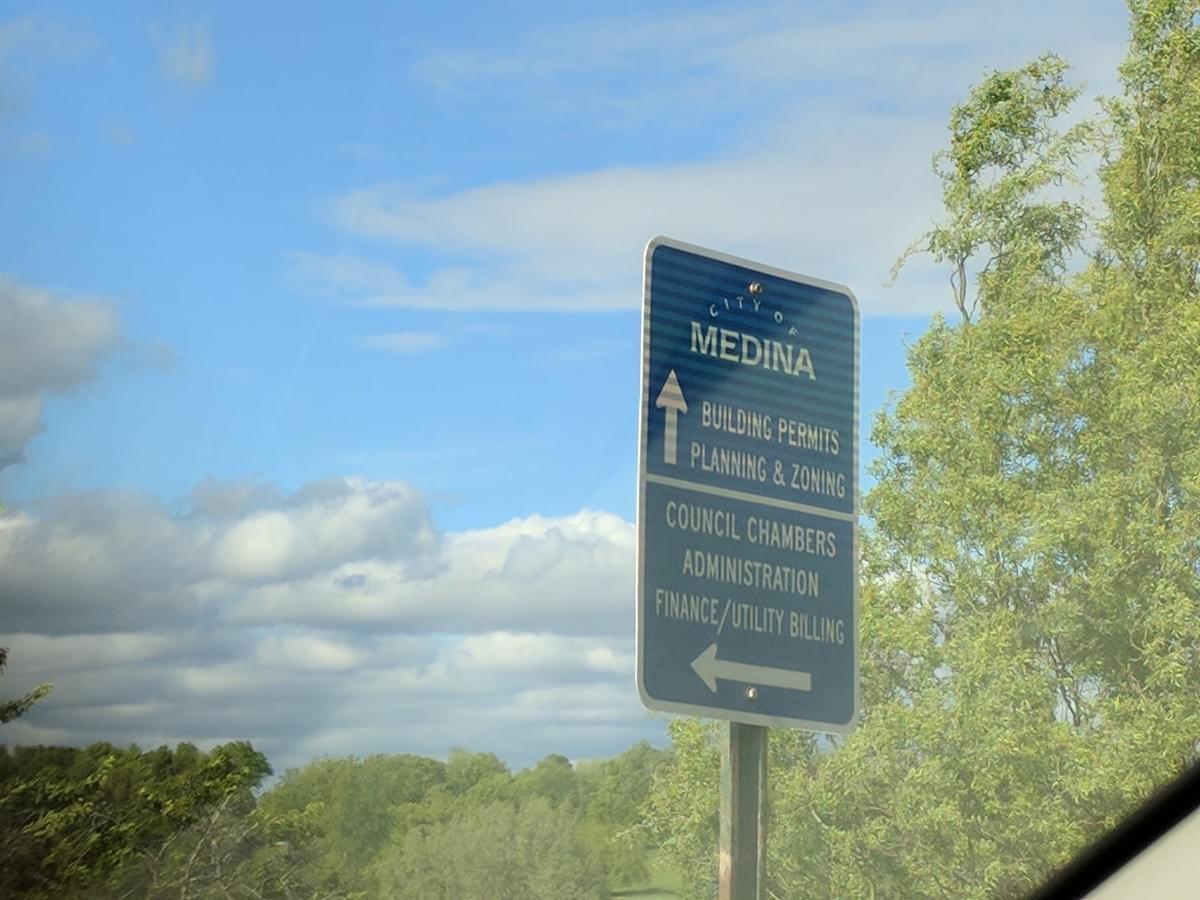 CITY OF
MEDINA
BUILDING PERMITS
PLANNING & ZONING
COUNCIL CHAMBERS
ADMINISTRATION
FINANCE/UTILITY BILLING